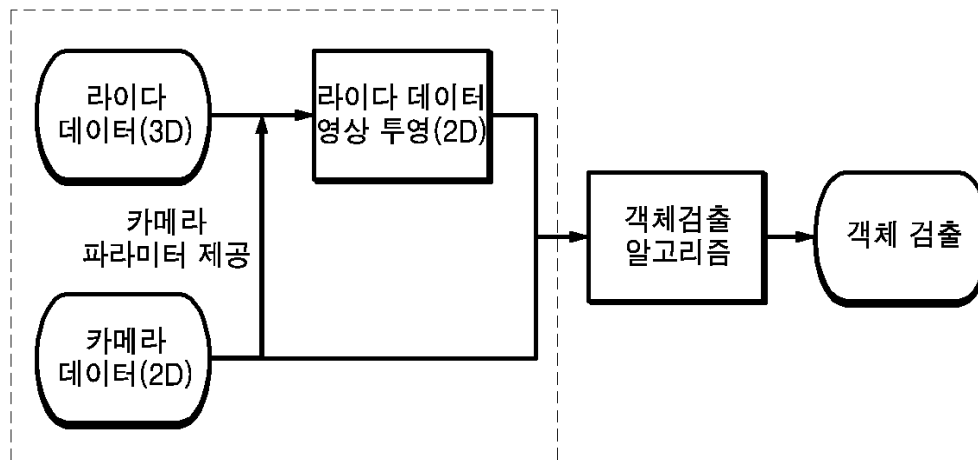 라이다
데이터(3D)
라이다 데이터
영상 투영(2D)
카메라
파라미터 제공
객체검출
알고리즘
객체 검출
카메라
데이터(2D)